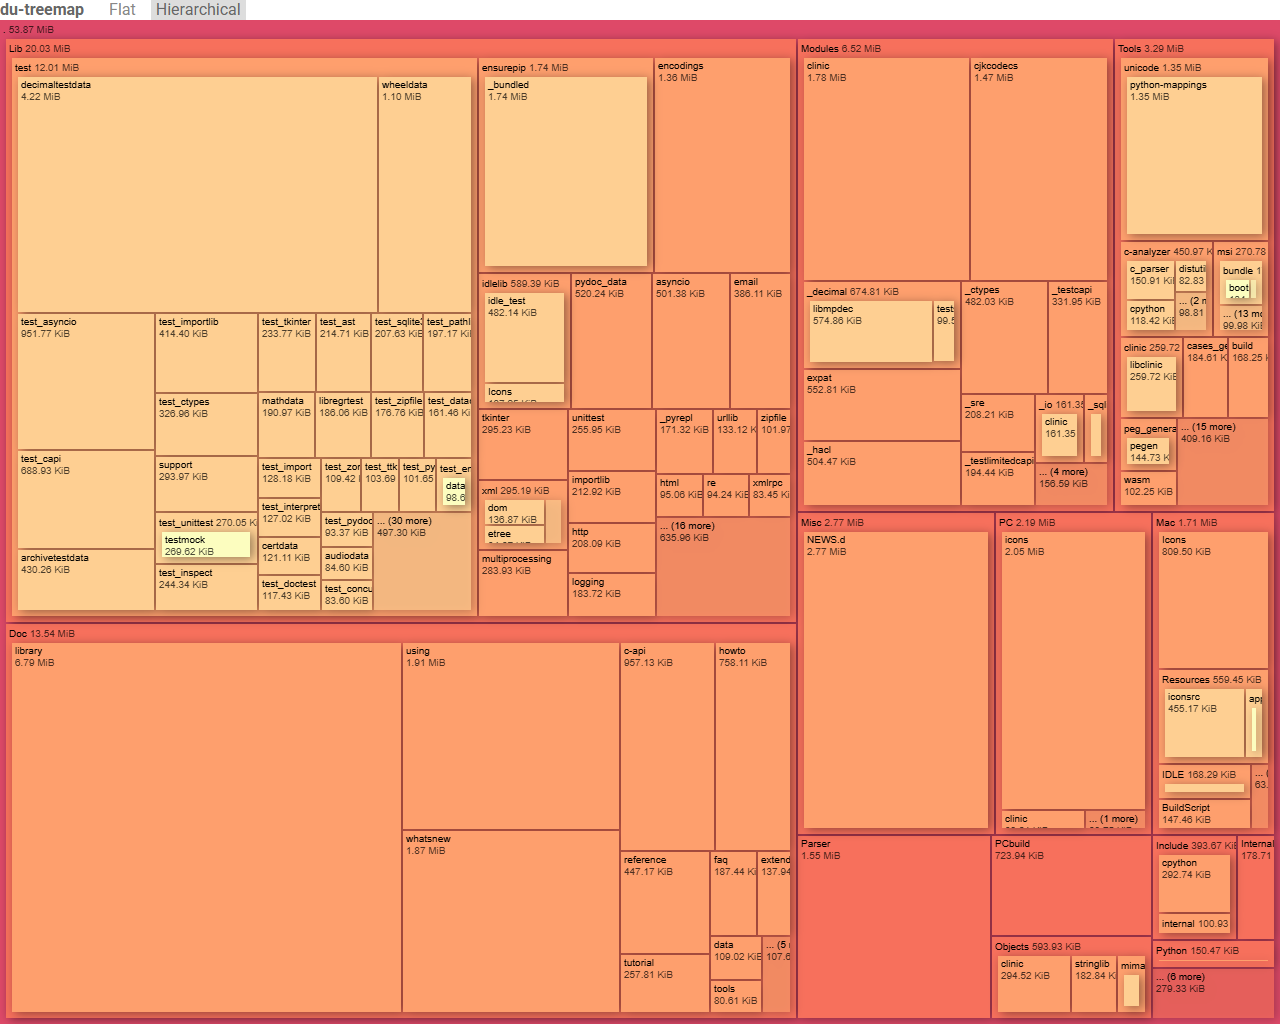 du-treemap Flat Hierarchical
. 53.87 MiB
Lib 20.03 MiB
test 12.01 MiB
decimaltestdata
4.22 MiB
wheeldata
1.10 MiB
test_asyncio
951.77 KiB
test_capi
688.93 KiB
archivetestdata
430.26 KiB
test_importlib
414.40 KiB
test_ctypes
326.96 KiB
support
293.97 KiB
test_unittest 270.05 K
testmock
269.62 KiB
test_inspect
244.34 KiB
test_tkinter
233.77 KiB
test_ast
214.71 KiB
test_sqlite
207.63 KiB
test_pathl
197.17 KiB
mathdata
190.97 KiB
libregrtest
186.06 KiB
test_zipfile
176.76 KiB
test_datac
161.46 KiB
test_import
128.18 KiB
test_interpret
127.02 KiB
certdata
121.11 KiB
test_doctest
117.43 KiB
test_zor
109.42
test_ttk
103.69
test_py
101.65
test_er
data
98.6
test_pydoc
93.37 KiB
audiodata
84.60 KiB
test_concu
83.60 KiB
... (30 more)
497.30 KiB
ensurepip 1.74 MiB
_bundled
1.74 MiB
encodings
1.36 MiB
idlelib 589.39 KiB
idle_test
482.14 KiB
Icons
pydoc_data
520.24 KiB
asyncio
501.38 KiB
email
386.11 KiB
tkinter
295.23 KiB
xml 295.19 KiB
dom
136.87 KiB
etree
multiprocessing
283.93 KiB
unittest
255.95 KiB
importlib
212.92 KiB
http
208.09 KiB
logging
183.72 KiB
_pyrepl
171.32 KiB
urllib
133.12 K
zipfile
101.97
html
95.06 KiB
re
94.24 KiB
xmlrpc
83.45 KiB
... (16 more)
635.96 KiB
Doc 13.54 MiB
library
6.79 MiB
using
1.91 MiB
whatsnew
1.87 MiB
c-api
957.13 KiB
howto
758.11 KiB
reference
447.17 KiB
tutorial
257.81 KiB
faq
187.44 Ki
extend
137.94
data
109.02 KiB
tools
80.61 KiB
... (5
107.6
Modules 6.52 MiB
clinic
1.78 MiB
cjkcodecs
1.47 MiB
_decimal 674.81 KiB
libmpdec
574.86 KiB
test
99.5
expat
552.81 KiB
_hacl
504.47 KiB
_ctypes
482.03 KiB
_testcapi
331.95 KiB
_sre
208.21 KiB
_testlimitedcapi
194.44 KiB
_io 161.35
clinic
161.35
_sql
... (4 more)
156.59 KiB
Tools 3.29 MiB
unicode 1.35 MiB
python-mappings
1.35 MiB
c-analyzer 450.97 K
c_parser
150.91 Ki
cpython
118.42 Ki
distuti
82.83
... (2 n
98.81
msi 270.78
bundle 1
boot
... (13 mo
99.98 KiB
clinic 259.72
libclinic
259.72 KiB
cases_ge
184.61 K
build
168.25
peg_genera
pegen
144.73 K
wasm
102.25 KiB
... (15 more)
409.16 KiB
Misc 2.77 MiB
NEWS.d
2.77 MiB
PC 2.19 MiB
icons
2.05 MiB
clinic
... (1 more)
Mac 1.71 MiB
Icons
809.50 KiB
Resources 559.45 KiB
iconsrc
455.17 KiB
app
IDLE 168.29 KiB
BuildScript
147.46 KiB
... (
63.
Parser
1.55 MiB
PCbuild
723.94 KiB
Objects 593.93 KiB
clinic
294.52 KiB
stringlib
182.84 K
mima
Include 393.67 KiB
cpython
292.74 KiB
internal 100.93
Internal
178.71
Python 150.47 KiB
... (6 more)
279.33 KiB